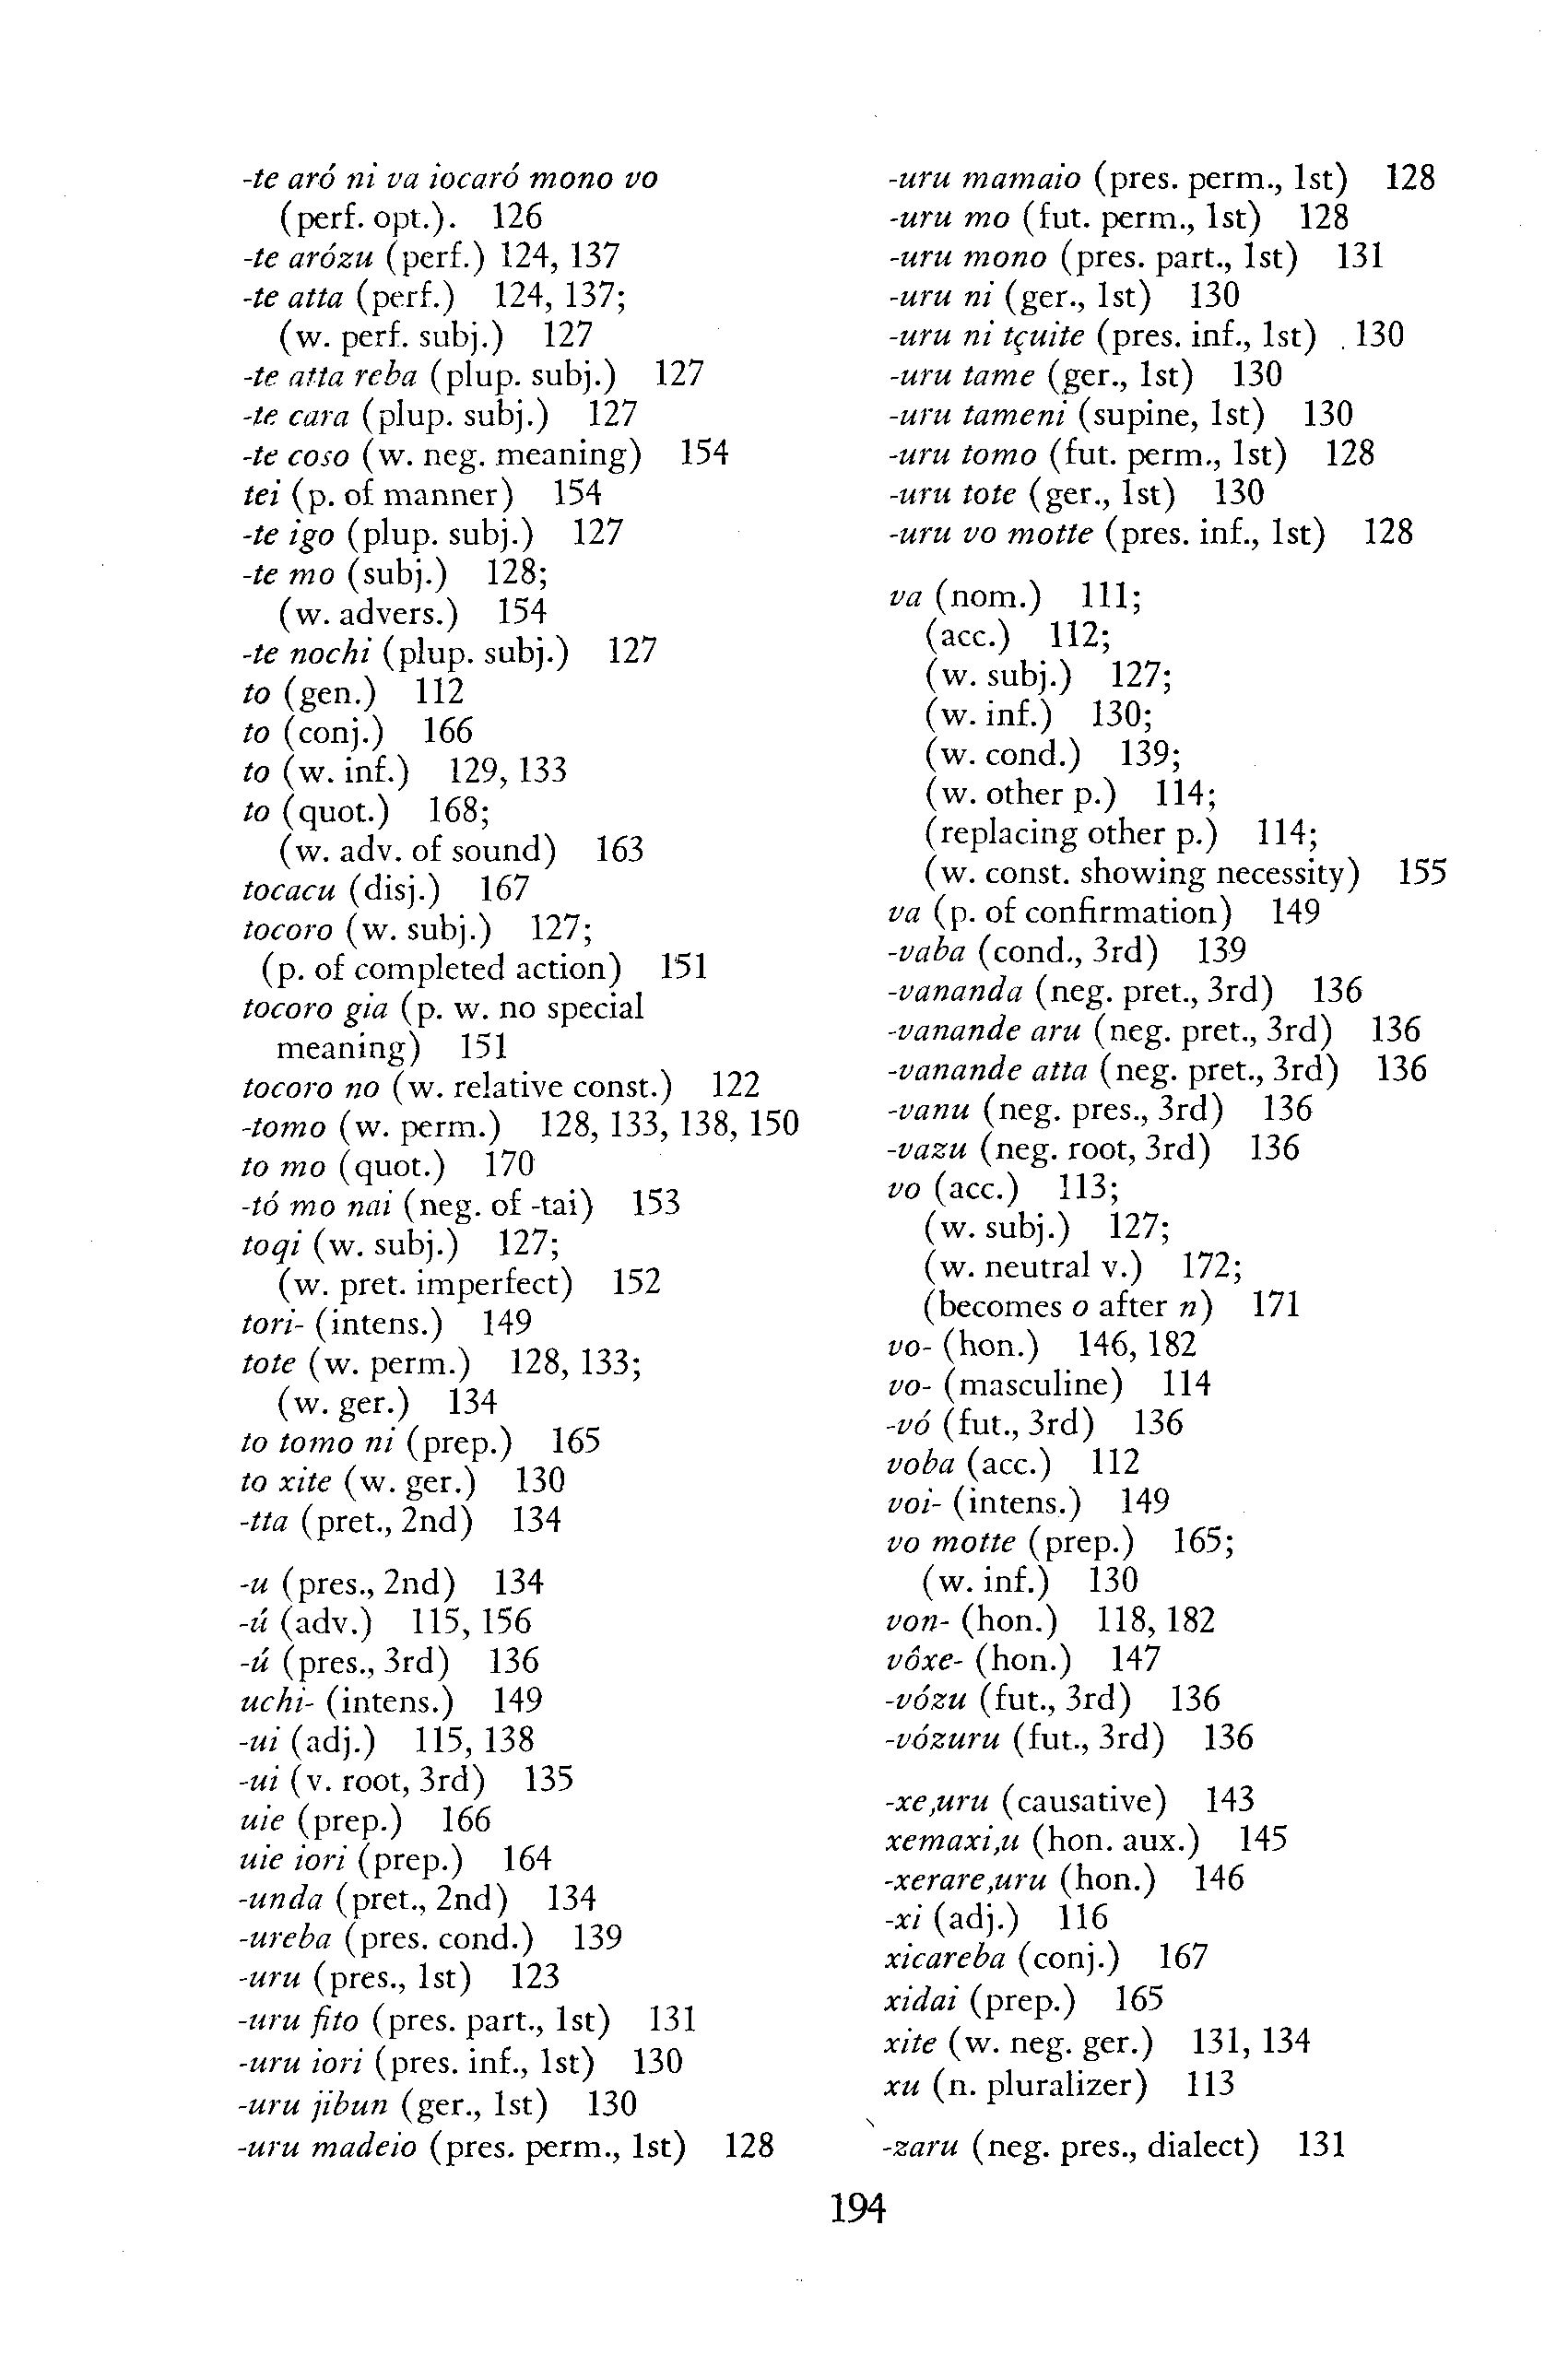 -te aró ni va iocaró mono vo
(perf. opt.). 126
-te arózu (perf.) 124, 137
-te atta (perf.) 124, 137;
(w. perf. subj.) 127
-te atta reba (plup. subj.) 127
-te cara (plup. subj.) 127
-te coso (w. neg. meaning) 154
tei (p. of manner) 154
-te igo (plup. subj.) 127
-te mo (subj.) 128;
(w. advers.) 154
-te nochi (plup. subj.) 127
to (gen.) 112
to (conj.) 166
to (w. inf.) 129, 133
to (quot.) 168;
(w. adv. of sound) 163
tocacu (disj.) 167
tocoro (w. subj.) 127;
(p. of completed action) 151
tocoro gia (p. w. no special
meaning) 151
tocoro no (w. relative const.) 122
-tomo (w. perm.) 128, 133, 138, 150
to mo (quot.) 170
-tó mo nai (neg. of -tai) 153
toqi (w. subj.) 127;
(w. pret. imperfect) 152
tori- (intens.) 149
tote (w. perm.) 128, 133;
(w. ger.) 134
to tomo ni (prep.) 165
to xite (w. ger.) 130
-tta (pret., 2nd) 134
-u (pres., 2nd) 134
-ú (adv.) 115, 156
-ú (pres., 3rd) 136
uchi- (intens.) 149
-ui (adj.) 115, 138
-ui (v. root, 3rd) 135
uie (prep.) 166
uie iori (prep.) 164
-unda (pret., 2nd) 134
-ureba (pres. cond.) 139
-uru (pres., 1st) 123
-uru fito (pres. part., 1st) 131
-uru iori (pres. inf., 1st) 130
-uru jibun (ger., 1st) 130
-uru madeio (pres. perm., 1st) 128
-uru mamaio (pres. perm., 1st) 128
-uru mo (fut. perm., 1st) 128
-uru mono (pres. part., 1st) 131
-uru ni (ger., 1st) 130
-uru ni tçuite (pres. inf., 1st) . 130
-uru tame (ger., 1st) 130
-uru tameni (supine, 1st) 130
-uru tomo (fut. perm., 1st) 128
-uru tote (ger., 1st) 130
-uru vo motte (pres. inf., 1st) 128
va (nom.) 111;
(acc.) 112;
(w. subj.) 127;
(w. inf.) 130;
(w. cond.) 139;
(w. other p.) 114;
(replacing other p.) 114;
(w. const. showing necessity) 155
va (p. of confirmation) 149
-vaba (cond., 3rd) 139
-vananda (neg. pret., 3rd) 136
-vanande aru (neg. pret., 3rd) 136
-vanande atta (neg. pret., 3rd) 136
-vanu (neg. pres., 3rd) 136
-vazu (neg. root, 3rd) 136
vo (acc.) 113;
(w. subj.) 127;
(w. neutral v.) 172;
(becomes o after n) 171
vo- (hon.) 146, 182
vo- (masculine) 114
-vó (fut., 3rd) 136
voba (acc.) 112
voi- (intens.) 149
vo motte (prep.) 165;
(w. inf.) 130
von- (hon.) 118, 182
vôxe- (hon.) 147
-vózu (fut., 3rd) 136
-vózuru (fut., 3rd) 136
-xe,uru (causative) 143
xemaxi,u (hon. aux.) 145
-xerare,uru (hon.) 146
-xi (adj.) 116
xicareba (conj.) 167
xidai (prep.) 165
xite (w. neg. ger.) 131, 134
xu (n. pluralizer) 113
-zaru (neg. pres., dialect) 131
194